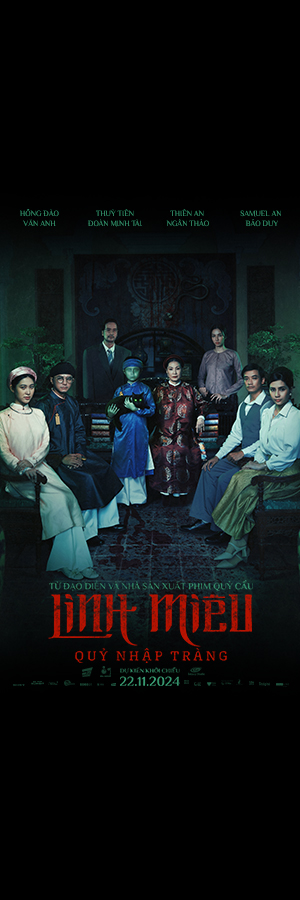 HỒNG ĐÀO THUỲ TIÊN THIÊN AN SAMUEL AN
VÂN ANH ĐOÀN MINH TÀI NGÂN THẢO BẢO DUY
TỪ ĐẠO DIỄN VÀ NHÀ SẢN XUẤT PHIM QUỶ CẨU
LINH MIÊU
QUỶ NHẬP TRÀNG
DỰ KIẾN KHỞI CHIẾU
22.11.2024